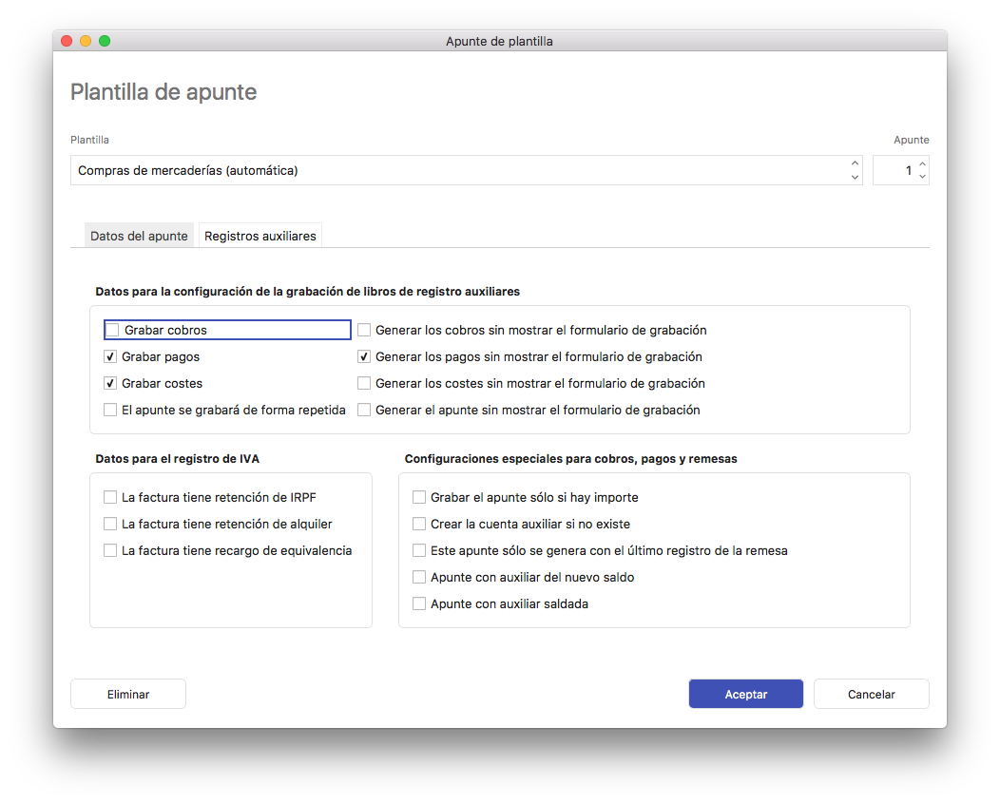 Apunte de plantilla
Plantilla de apunte
Plantilla
Apunte
Compras de mercaderías (automática)
1
Datos del apunte
Registros auxiliares
Datos para la configuración de la grabación de libros de registro auxiliares
Grabar cobros
Generar los cobros sin mostrar el formulario de grabación
Grabar pagos
Generar los pagos sin mostrar el formulario de grabación
Grabar costes
Generar los costes sin mostrar el formulario de grabación
El apunte se grabará de forma repetida
Generar el apunte sin mostrar el formulario de grabación
Datos para el registro de IVA
La factura tiene retención de IRPF
La factura tiene retención de alquiler
La factura tiene recargo de equivalencia
Configuraciones especiales para cobros, pagos y remesas
Grabar el apunte sólo si hay importe
Crear la cuenta auxiliar si no existe
Este apunte sólo se genera con el último registro de la remesa
Apunte con auxiliar del nuevo saldo
Apunte con auxiliar saldada
Eliminar
Aceptar
Cancelar